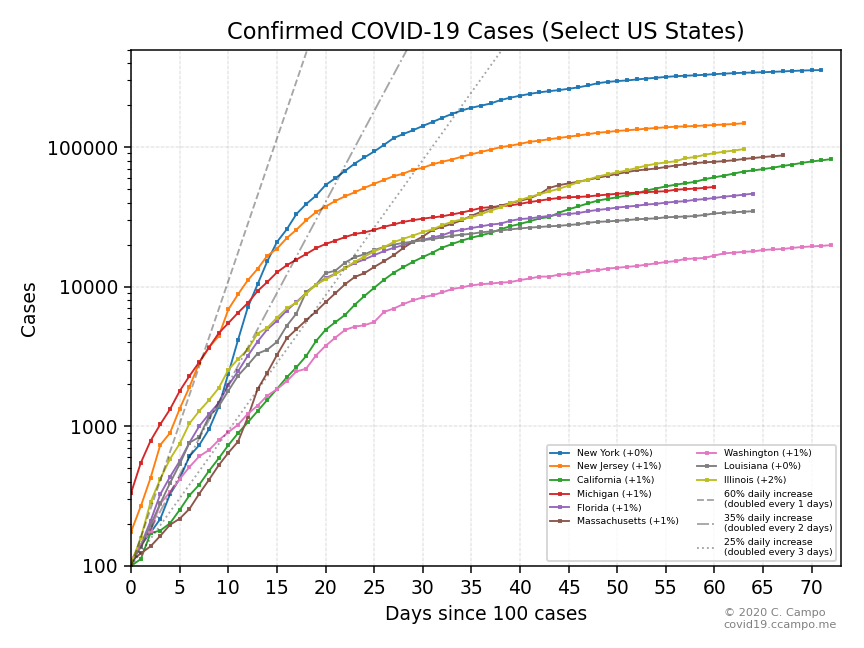 Confirmed COVID-19 Cases (Select US States)
Cases
100000
10000
1000
100
0 5 10 15 20 25 30 35 40 45 50 55 60 65 70
Days since 100 cases
New York (+0%)
New Jersey (+1%)
California (+1%)
Michigan (+1%)
Florida (+1%)
Massachusetts (+1%)
Washington (+1%)
Louisiana (+0%)
Illinois (+2%)
60% daily increase
(doubled every 1 days)
35% daily increase
(doubled every 2 days)
25% daily increase
(doubled every 3 days)
© 2020 C. Campo
covid19.ccampo.me